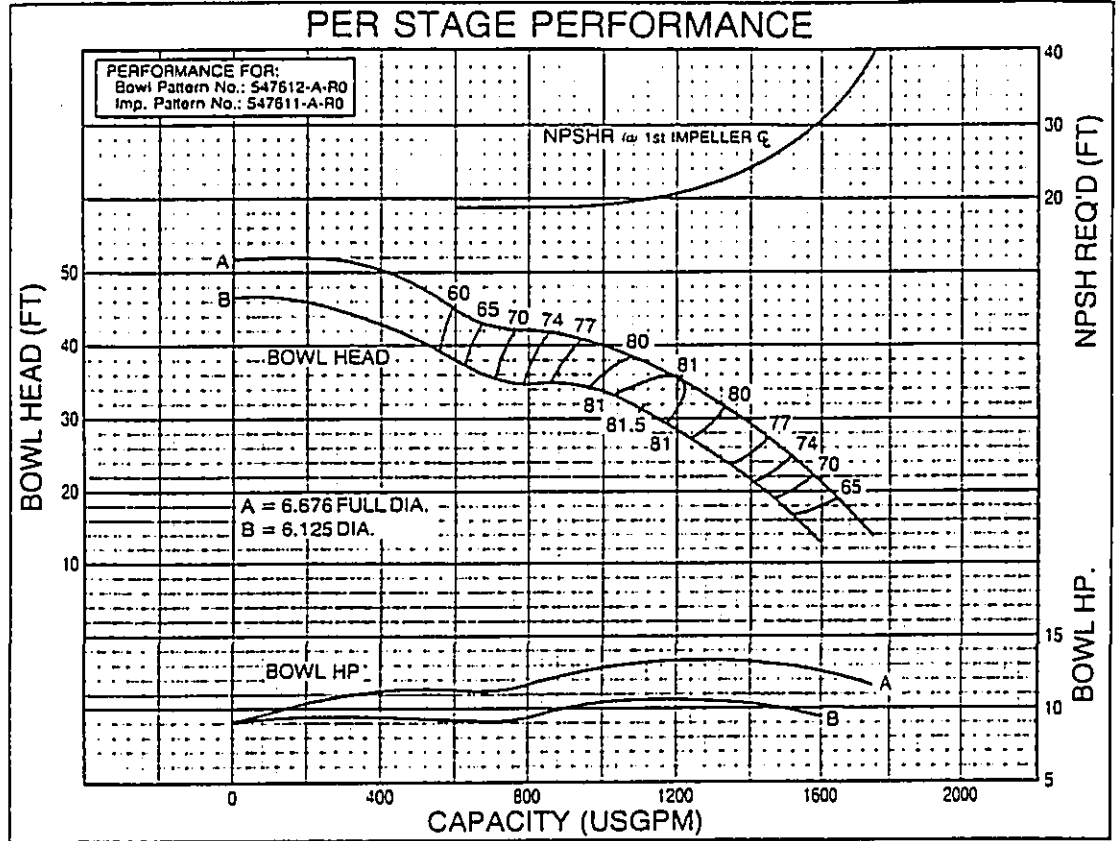 PER STAGE PERFORMANCE
PERFORMANCE FOR:
Bowl Pattern No.: 547612-A-R0
Imp. Pattern No.: 547611-A-R0
NPSHR @ 1st IMPELLER ℄
40
30
20
NPSH REQ'D (FT)
BOWL HEAD (FT)
50
40
30
20
10
A
B
BOWL HEAD
60
65
70
74
77
80
81
80
77
74
70
65
81
81.5
81
A = 6.676 FULL DIA.
B = 6.125 DIA.
BOWL HP
A
B
15
10
5
BOWL HP.
0
400
800
1200
1600
2000
CAPACITY (USGPM)